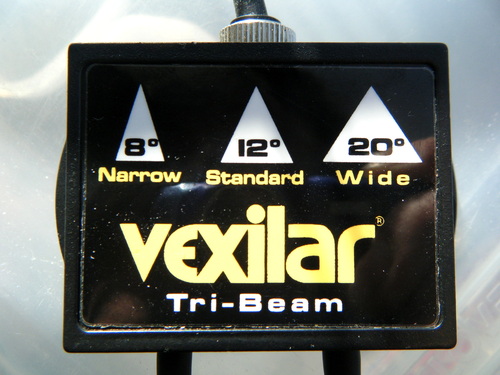 8° 12° 20°
Narrow Standard Wide
Vexilar®
Tri-Beam